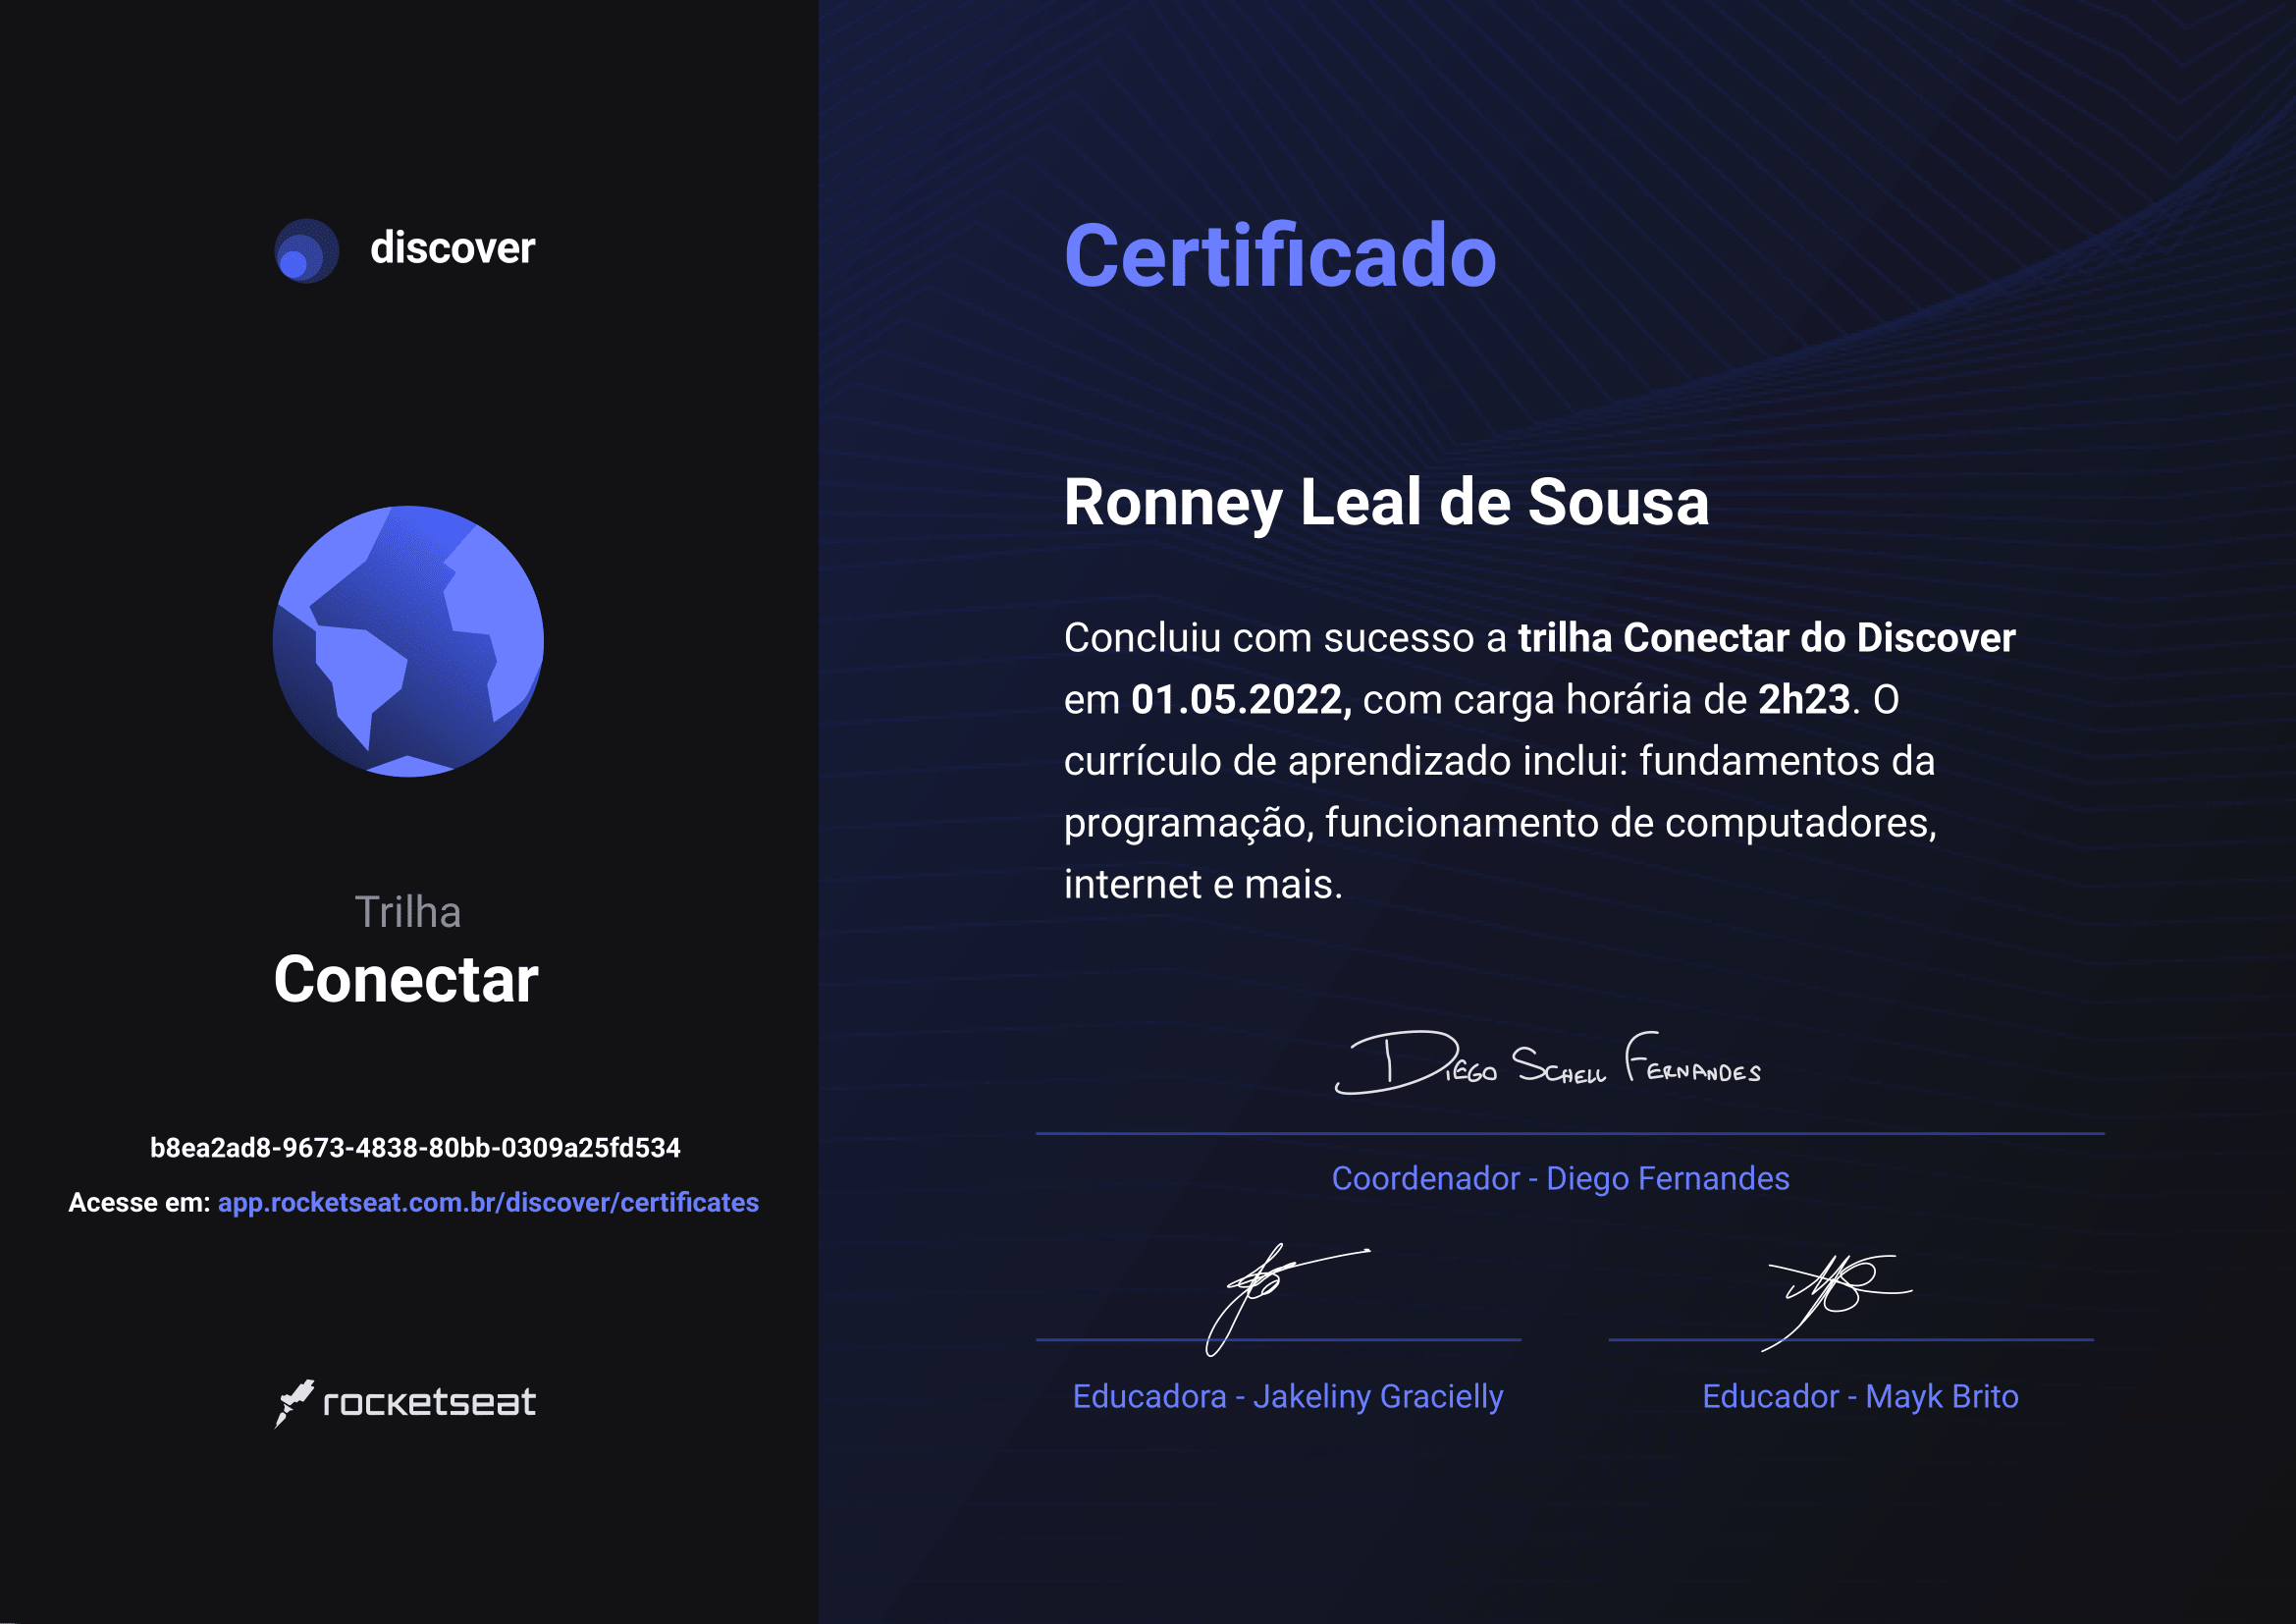 discover
Trilha
Conectar
b8ea2ad8-9673-4838-80bb-0309a25fd534
Acesse em: app.rocketseat.com.br/discover/certificates
rocketseat
Certificado
Ronney Leal de Sousa
Concluiu com sucesso a trilha Conectar do Discover
em 01.05.2022, com carga horária de 2h23. O
currículo de aprendizado inclui: fundamentos da
programação, funcionamento de computadores,
internet e mais.
Diego Schell Fernandes
Coordenador - Diego Fernandes
Educadora - Jakeliny Gracielly
Educador - Mayk Brito